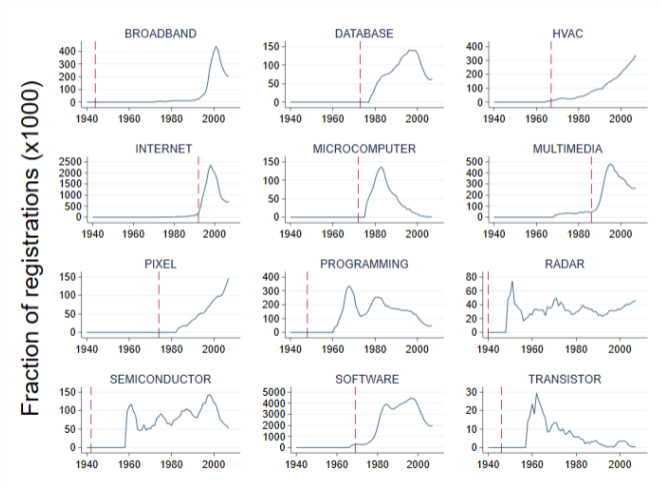 Fraction of registrations (x1000)
BROADBAND
400
300
200
100
0
1940 1960 1980 2000
DATABASE
150
100
50
0
1940 1960 1980 2000
HVAC
400
300
200
100
0
1940 1960 1980 2000
INTERNET
2500
2000
1500
1000
500
0
1940 1960 1980 2000
MICROCOMPUTER
150
100
50
0
1940 1960 1980 2000
MULTIMEDIA
500
400
300
200
100
0
1940 1960 1980 2000
PIXEL
150
100
50
0
1940 1960 1980 2000
PROGRAMMING
400
300
200
100
0
1940 1960 1980 2000
RADAR
80
60
40
20
0
1940 1960 1980 2000
SEMICONDUCTOR
150
100
50
0
1940 1960 1980 2000
SOFTWARE
5000
4000
3000
2000
1000
0
1940 1960 1980 2000
TRANSISTOR
30
20
10
0
1940 1960 1980 2000